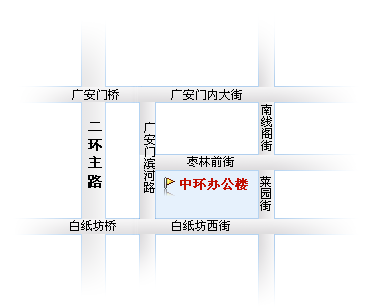 广安门桥
广安门内大街
二环主路
广安门滨河路
南线阁街
枣林前街
中环办公楼
菜园街
白纸坊桥
白纸坊西街